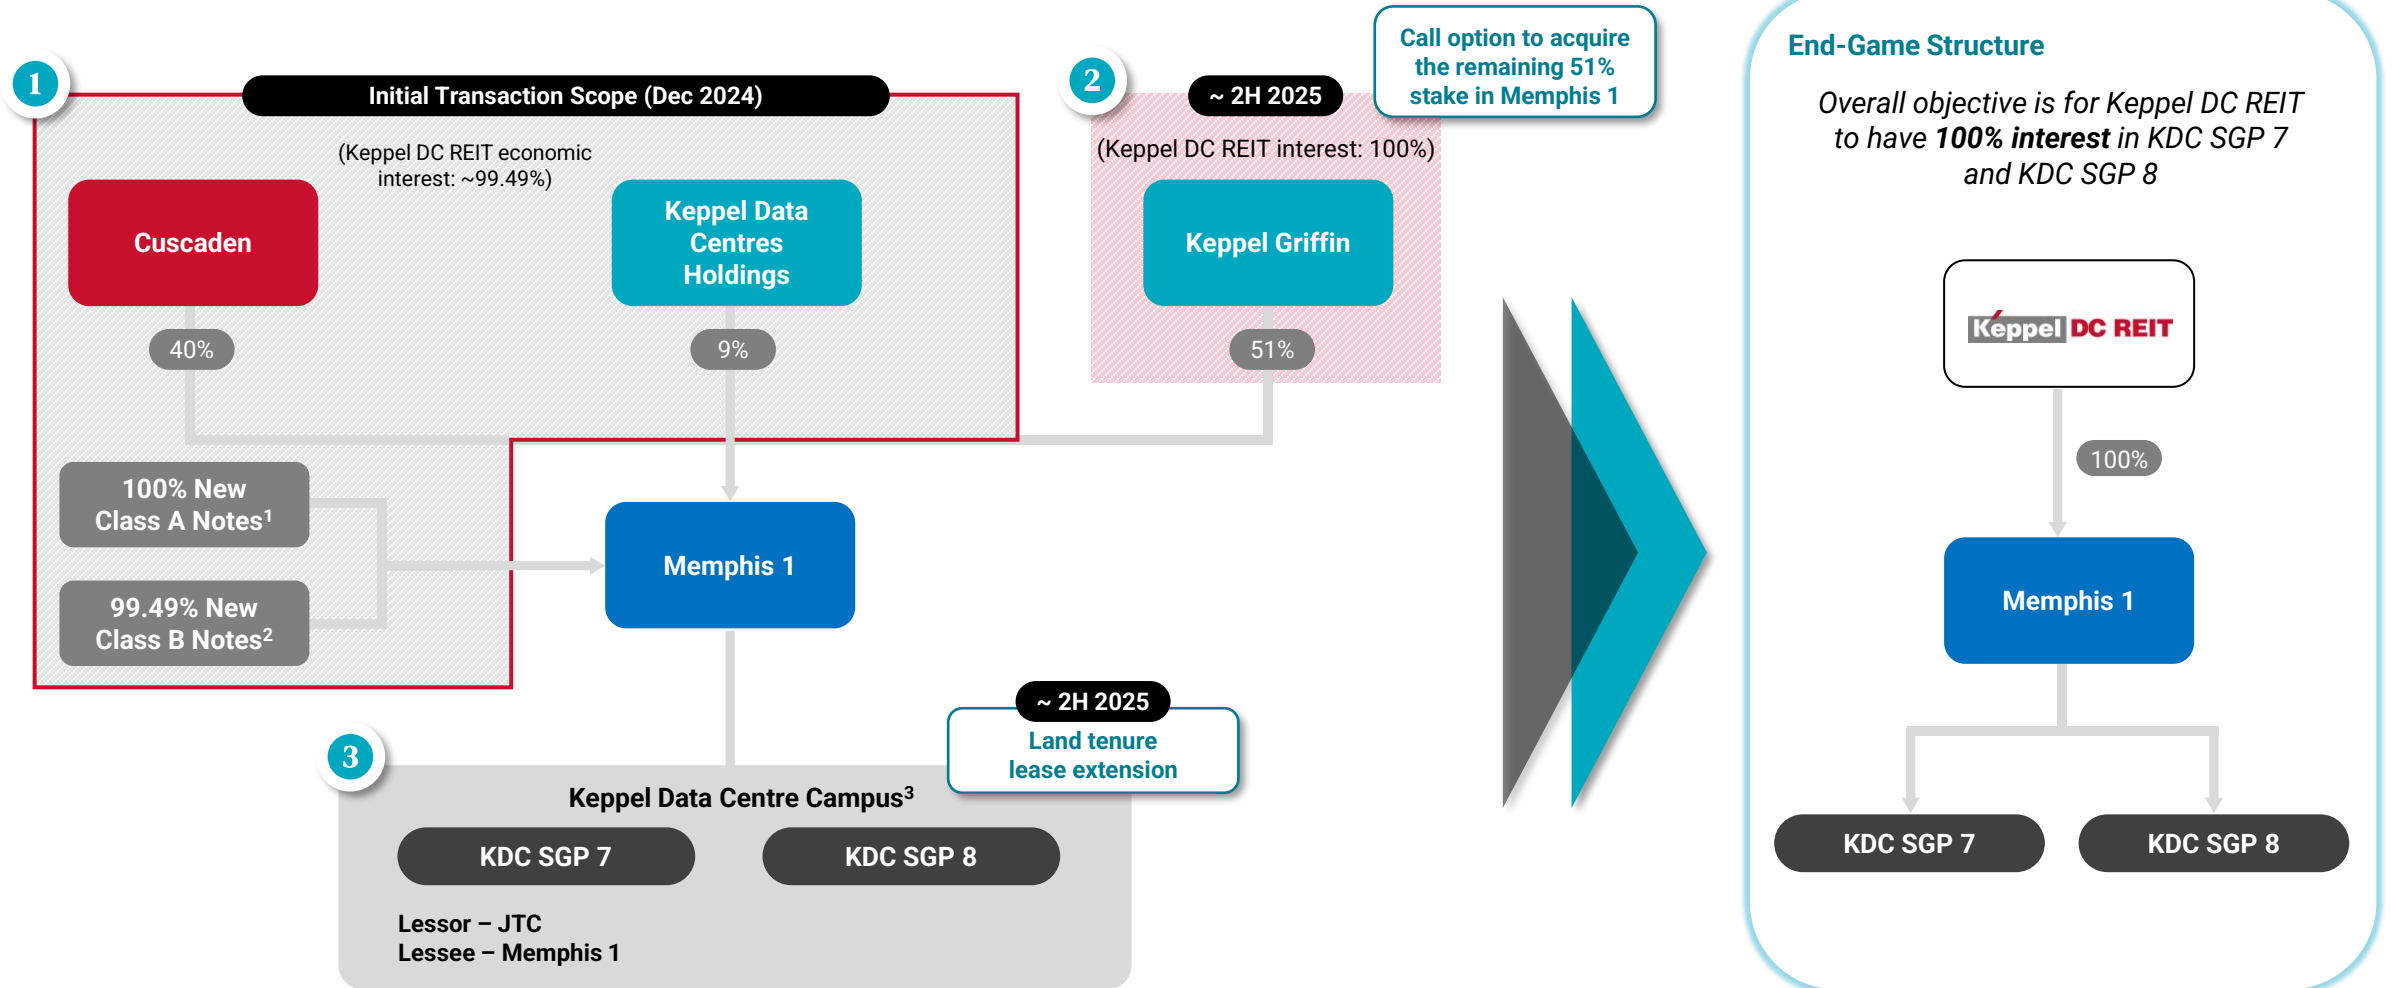 1
Initial Transaction Scope (Dec 2024)
(Keppel DC REIT economic
interest: ~99.49%)
Cuscaden
Keppel Data
Centres
Holdings
40%
9%
2
~ 2H 2025
Call option to acquire
the remaining 51%
stake in Memphis 1
(Keppel DC REIT interest: 100%)
Keppel Griffin
51%
100% New
Class A Notes¹
99.49% New
Class B Notes²
Memphis 1
3
~ 2H 2025
Land tenure
lease extension
Keppel Data Centre Campus³
KDC SGP 7
KDC SGP 8
Lessor – JTC
Lessee – Memphis 1
End-Game Structure
Overall objective is for Keppel DC REIT
to have 100% interest in KDC SGP 7
and KDC SGP 8
Keppel DC REIT
100%
Memphis 1
KDC SGP 7
KDC SGP 8